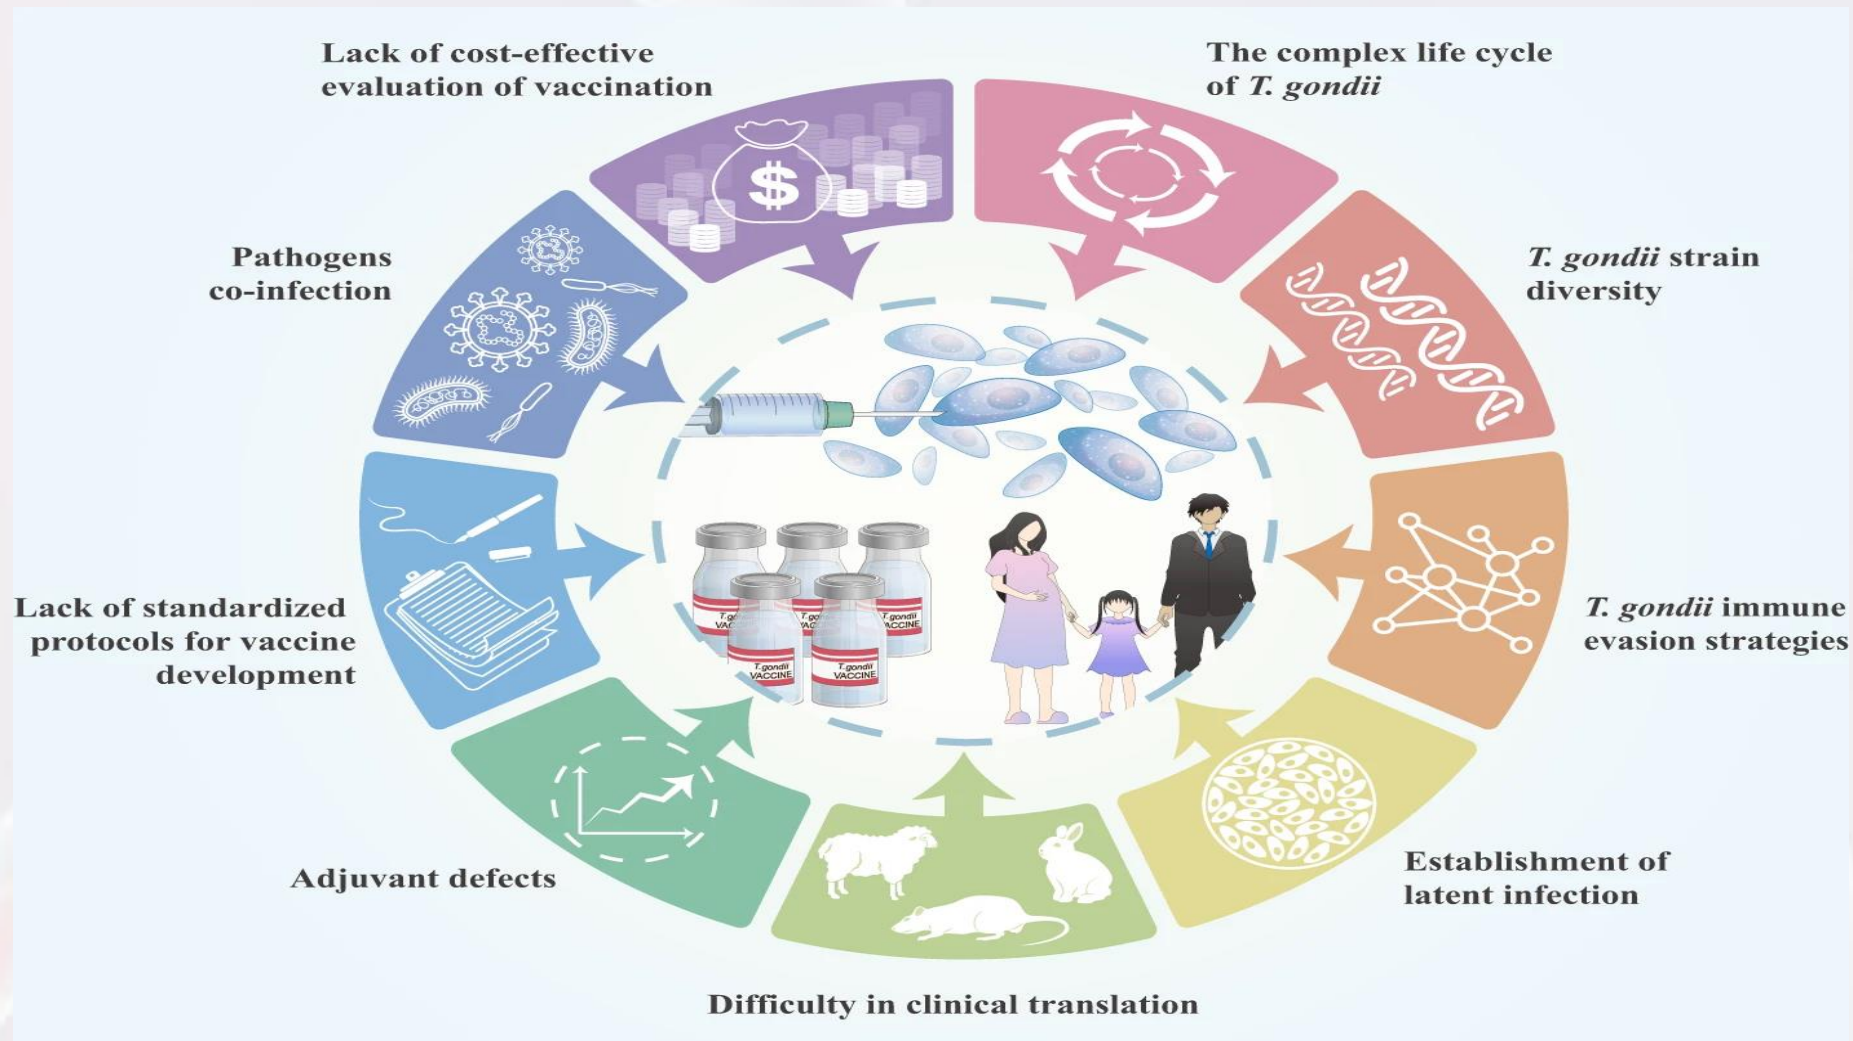 Lack of cost-effective
evaluation of vaccination
The complex life cycle
of T. gondii
Pathogens
co-infection
T. gondii strain
diversity
$
Lack of standardized
protocols for vaccine
development
T. gondii immune
evasion strategies
T.gondii
VACCINE
T.gondii
VACCINE
T.gondii
ACCINE
Adjuvant defects
Establishment of
latent infection
Difficulty in clinical translation